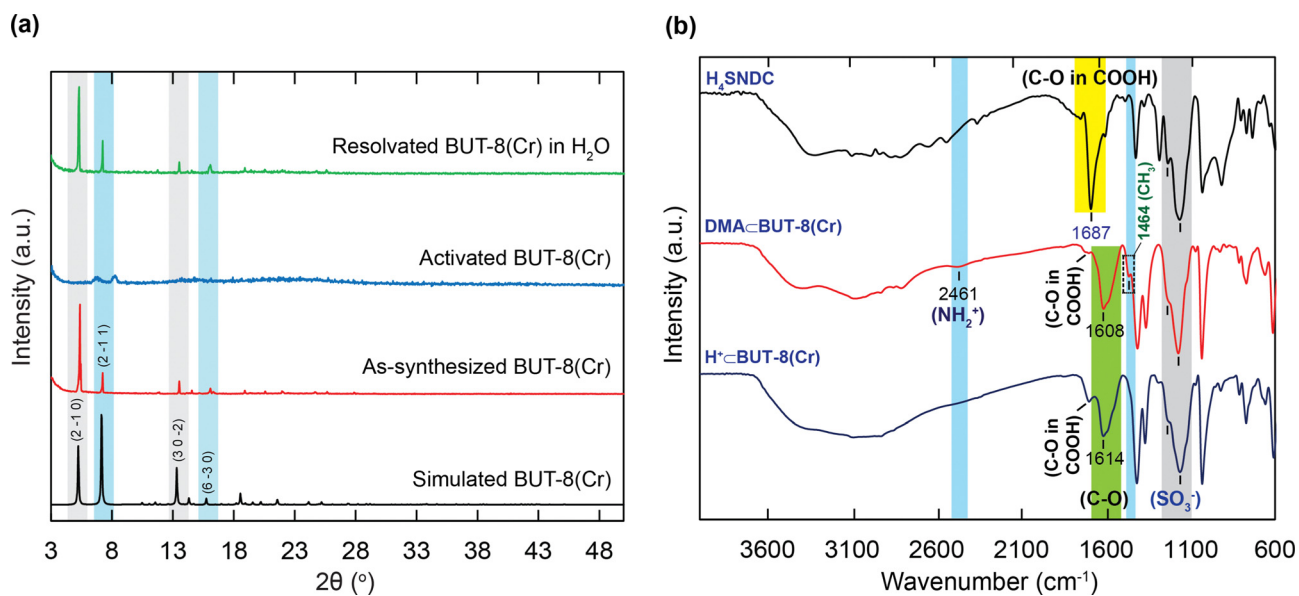 (a)
Intensity (a.u.)
Resolvated BUT-8(Cr) in H₂O
Activated BUT-8(Cr)
As-synthesized BUT-8(Cr)
Simulated BUT-8(Cr)
(2 -1 0)
(2 -1 1)
(3 0 -2)
(6 -3 0)
3 8 13 18 23 28 33 38 43 48
2θ (°)
(b)
Intensity (a.u.)
H₄SNDC
(C-O in COOH)
1687
1464 (CH₃)
DMA⊂BUT-8(Cr)
2461
(NH₂⁺)
(C-O in
COOH)
1608
H⁺⊂BUT-8(Cr)
(C-O in
COOH)
1614
(C-O)
(SO₃⁻)
3600 3100 2600 2100 1600 1100 600
Wavenumber (cm⁻¹)